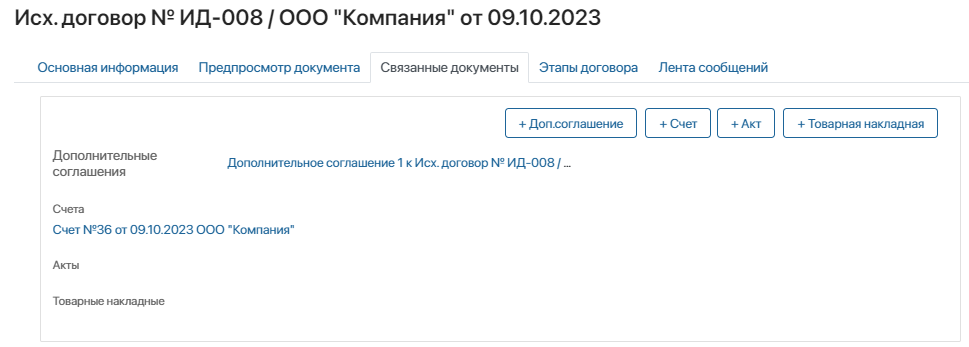 Исх. договор № ИД-008 / ООО "Компания" от 09.10.2023
Основная информация Предпросмотр документа Связанные документы Этапы договора Лента сообщений
+ Доп.соглашение + Счет + Акт + Товарная накладная
Дополнительные соглашения
Дополнительное соглашение 1 к Исх. договор № ИД-008 / ...
Счета
Счет №36 от 09.10.2023 ООО "Компания"
Акты
Товарные накладные